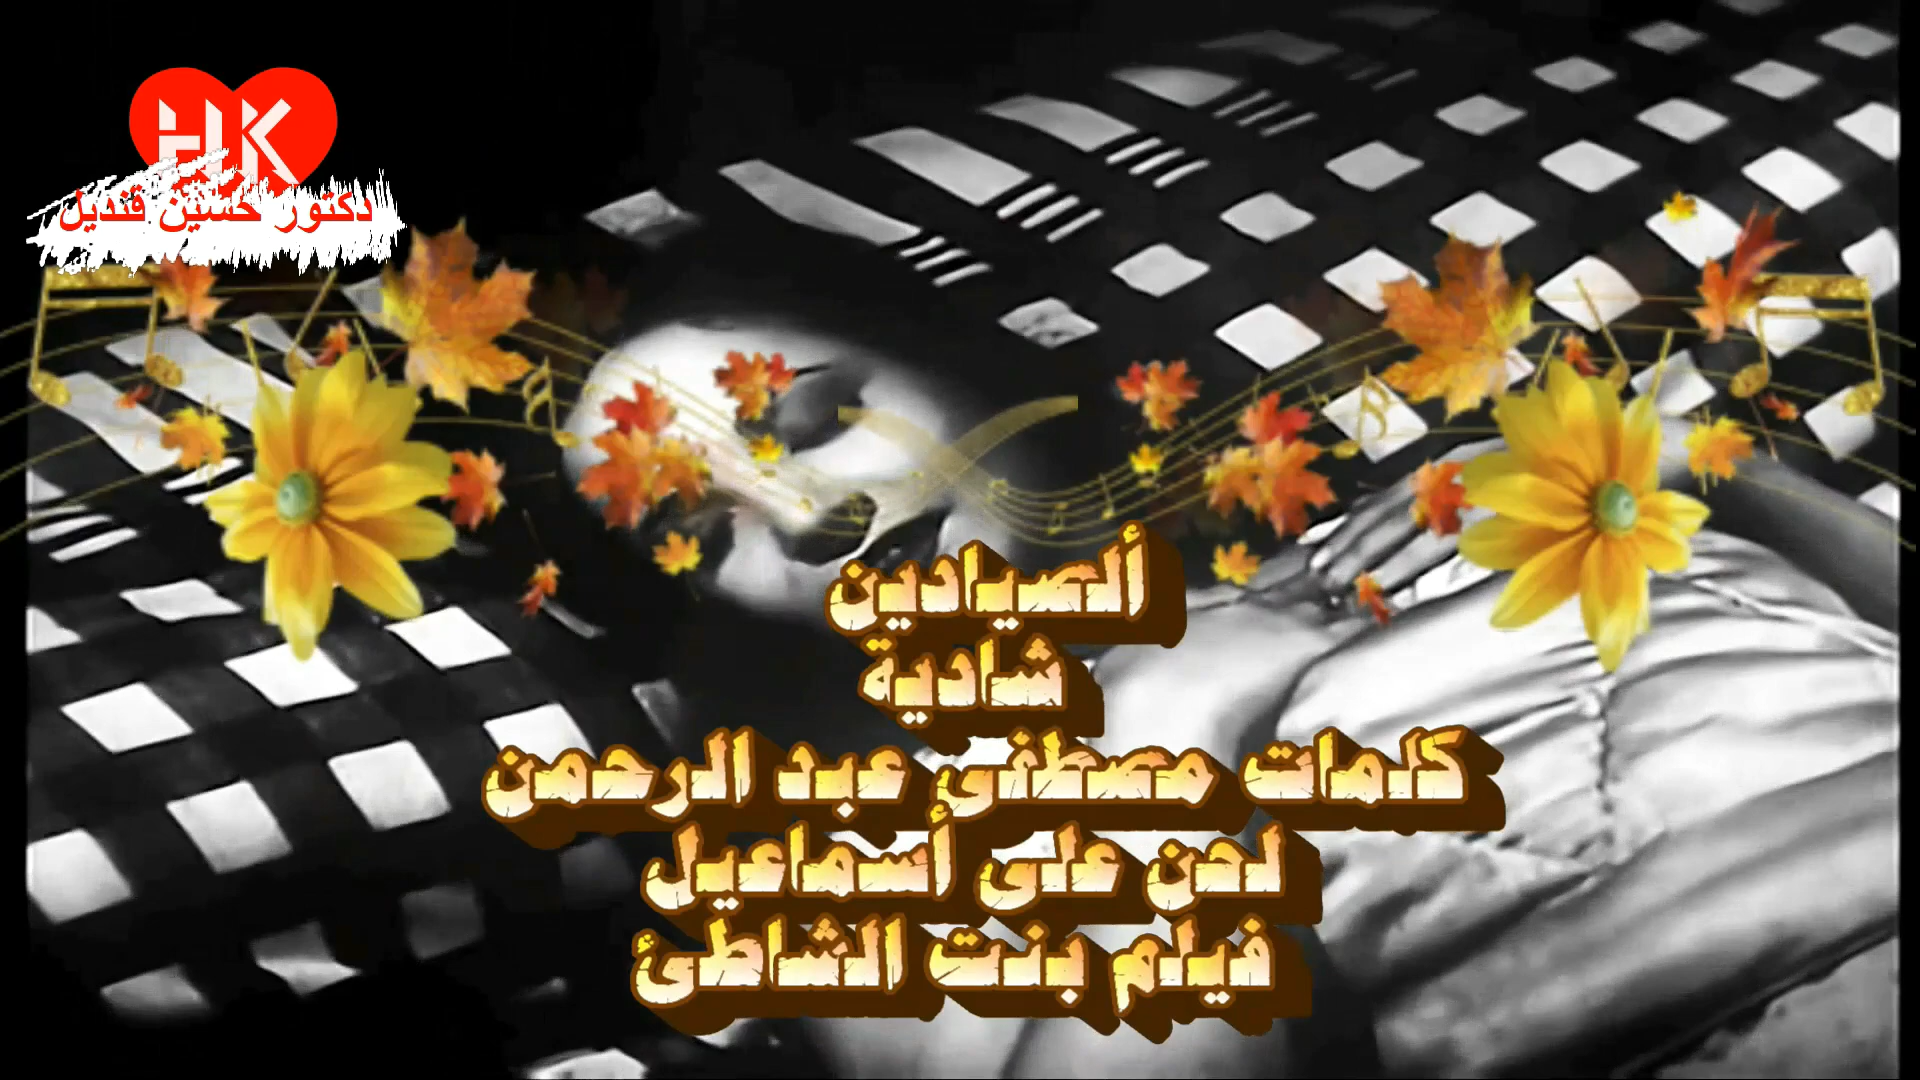 HK
دكتور حسين قنديل
ألصيادين
شادية
كلمات مصطفى عبد الرحمن
لحن على أسماعيل
فيلم بنت الشاطئ